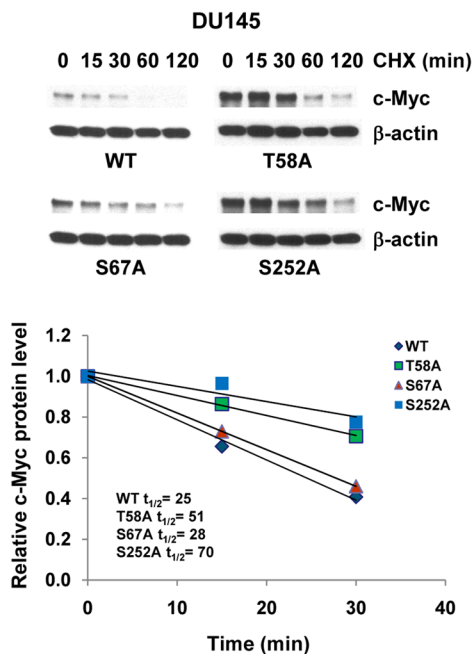 DU145
0 15 30 60 120 0 15 30 60 120 CHX (min)
c-Myc
β-actin
WT T58A
c-Myc
β-actin
S67A S252A
Relative c-Myc protein level
1.2
1.0
0.8
0.6
0.4
0.2
0.0
WT
T58A
S67A
S252A
WT t1/2= 25
T58A t1/2= 51
S67A t1/2= 28
S252A t1/2= 70
0 10 20 30 40
Time (min)